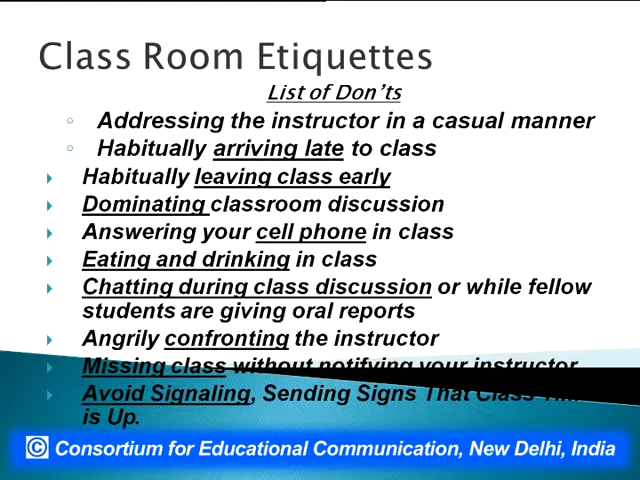 Class Room Etiquettes
List of Don'ts
Addressing the instructor in a casual manner
Habitually arriving late to class
Habitually leaving class early
Dominating classroom discussion
Answering your cell phone in class
Eating and drinking in class
Chatting during class discussion or while fellow
students are giving oral reports
Angrily confronting the instructor
Missing class without notifying your instructor
Avoid Signaling, Sending Signs That Class
is Up.
© Consortium for Educational Communication, New Delhi, India